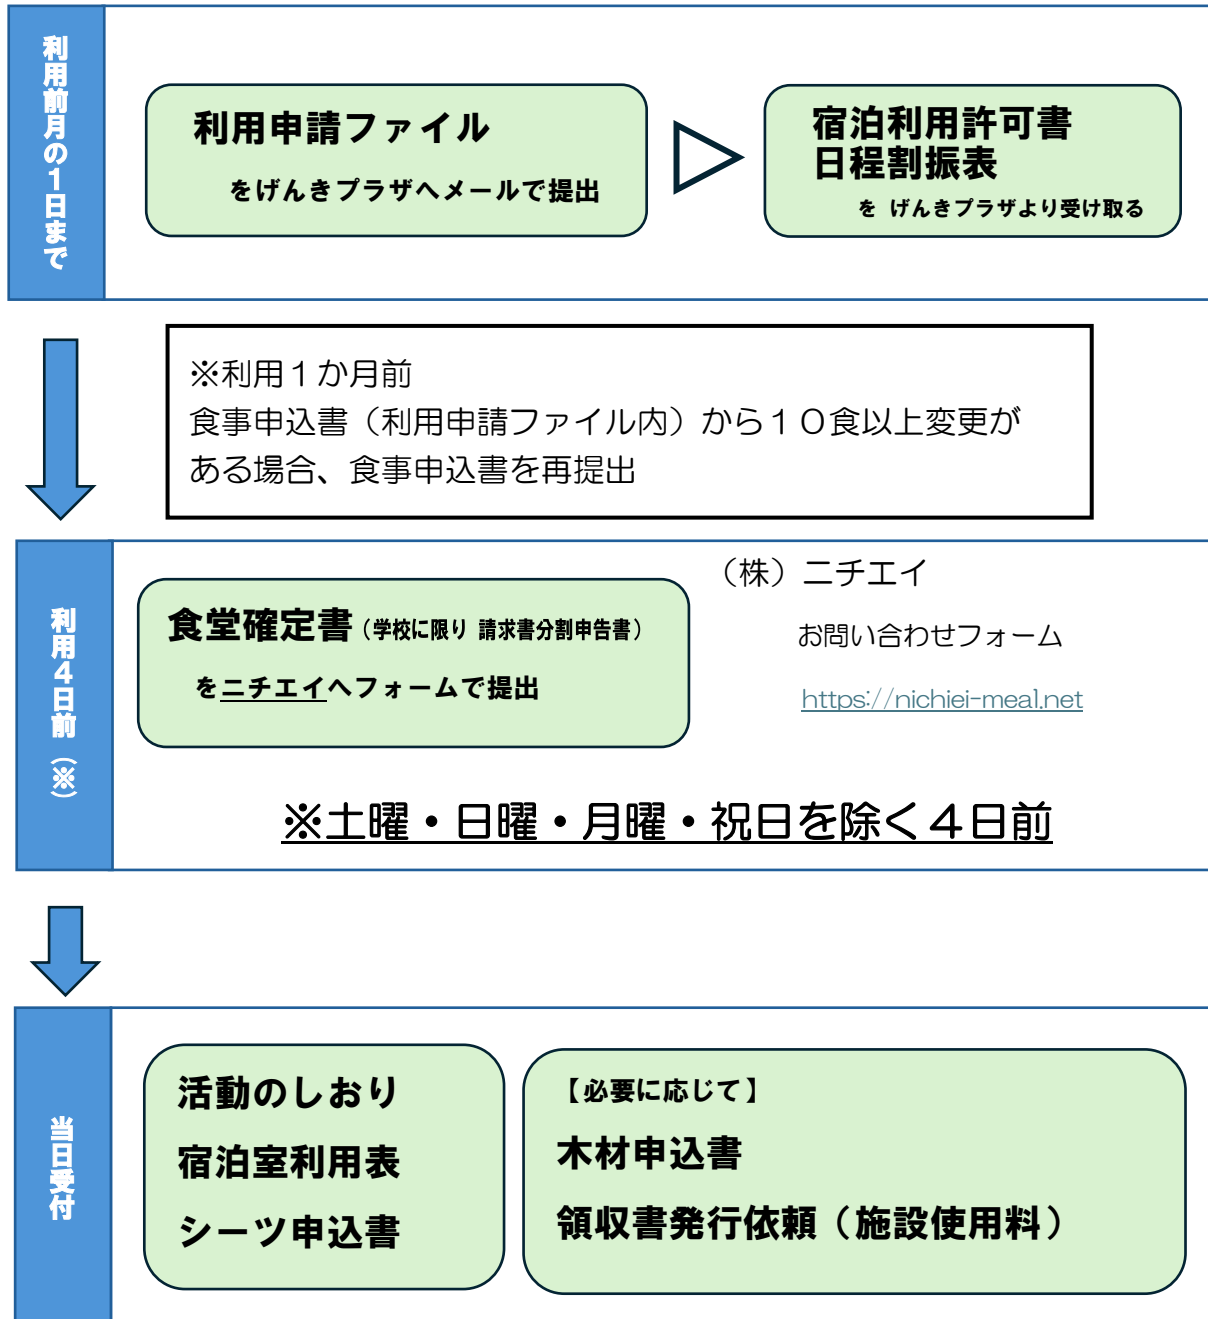 利用前月の1日まで
利用申請ファイル
をげんきプラザへメールで提出
宿泊利用許可書
日程割振表
を げんきプラザより受け取る
※利用１か月前
食事申込書（利用申請ファイル内）から１０食以上変更が
ある場合、食事申込書を再提出
利用4日前（※）
食堂確定書（学校に限り 請求書分割申告書）
をニチエイへフォームで提出
（株）ニチエイ
お問い合わせフォーム
https://nichiei-meal.net
※土曜・日曜・月曜・祝日を除く４日前
当日受付
活動のしおり
宿泊室利用表
シーツ申込書
【必要に応じて】
木材申込書
領収書発行依頼（施設使用料）